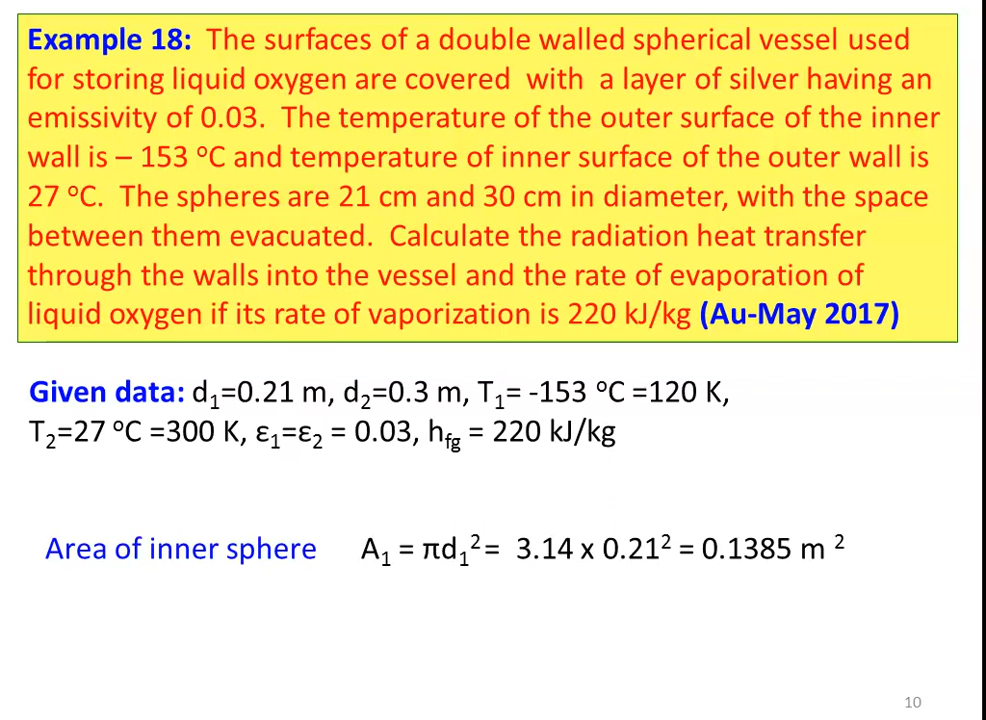 Example 18: The surfaces of a double walled spherical vessel used
for storing liquid oxygen are covered with a layer of silver having an
emissivity of 0.03. The temperature of the outer surface of the inner
wall is – 153 ⁰C and temperature of inner surface of the outer wall is
27 ⁰C. The spheres are 21 cm and 30 cm in diameter, with the space
between them evacuated. Calculate the radiation heat transfer
through the walls into the vessel and the rate of evaporation of
liquid oxygen if its rate of vaporization is 220 kJ/kg (Au-May 2017)
Given data: d₁=0.21 m, d₂=0.3 m, T₁= -153 ⁰C =120 K,
T₂=27 ⁰C =300 K, ε₁=ε₂ = 0.03, h_fg = 220 kJ/kg
Area of inner sphere A₁ = πd₁² = 3.14 x 0.21² = 0.1385 m ²
10